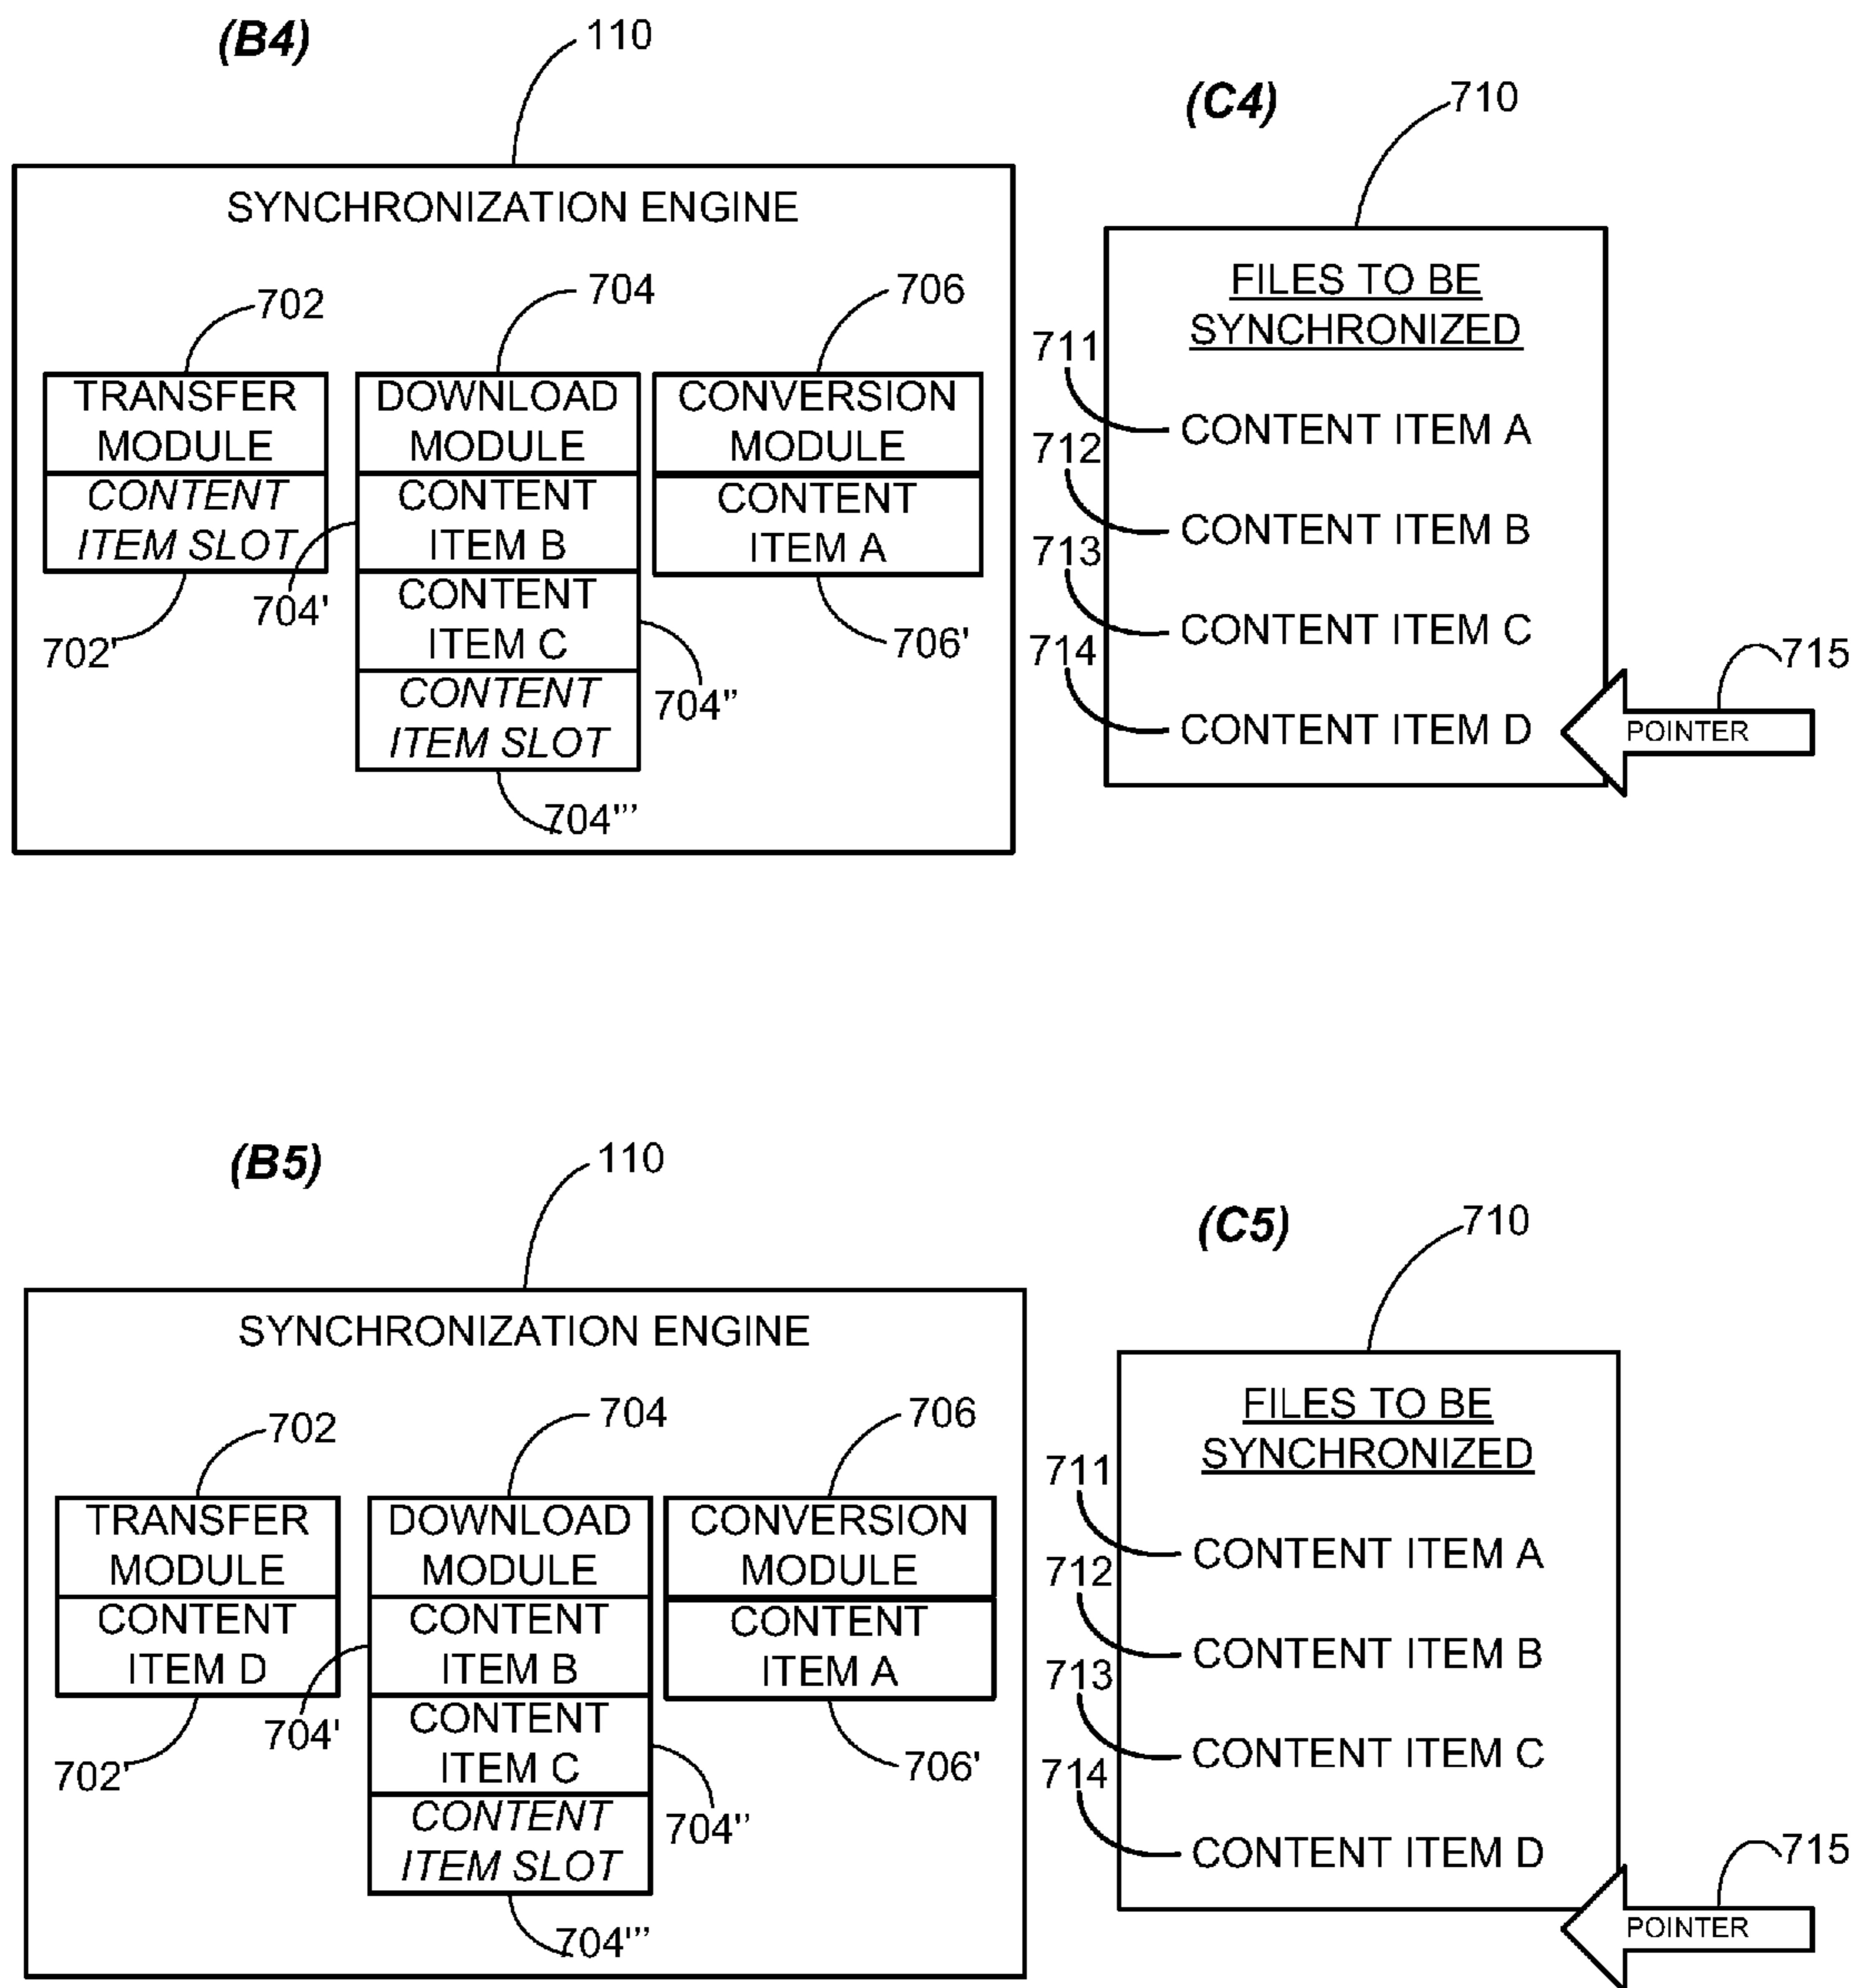 (B4)
110
SYNCHRONIZATION ENGINE
702
704
706
TRANSFER
MODULE
CONTENT
ITEM SLOT
702'
DOWNLOAD
MODULE
CONTENT
ITEM B
CONTENT
ITEM C
CONTENT
ITEM SLOT
704'
704"
704'"
CONVERSION
MODULE
CONTENT
ITEM A
706'
(C4)
710
FILES TO BE
SYNCHRONIZED
711
CONTENT ITEM A
712
CONTENT ITEM B
713
CONTENT ITEM C
714
CONTENT ITEM D
POINTER
715
(B5)
110
SYNCHRONIZATION ENGINE
702
704
706
TRANSFER
MODULE
CONTENT
ITEM D
702'
DOWNLOAD
MODULE
CONTENT
ITEM B
CONTENT
ITEM C
CONTENT
ITEM SLOT
704'
704"
704'"
CONVERSION
MODULE
CONTENT
ITEM A
706'
(C5)
710
FILES TO BE
SYNCHRONIZED
711
CONTENT ITEM A
712
CONTENT ITEM B
713
CONTENT ITEM C
714
CONTENT ITEM D
POINTER
715